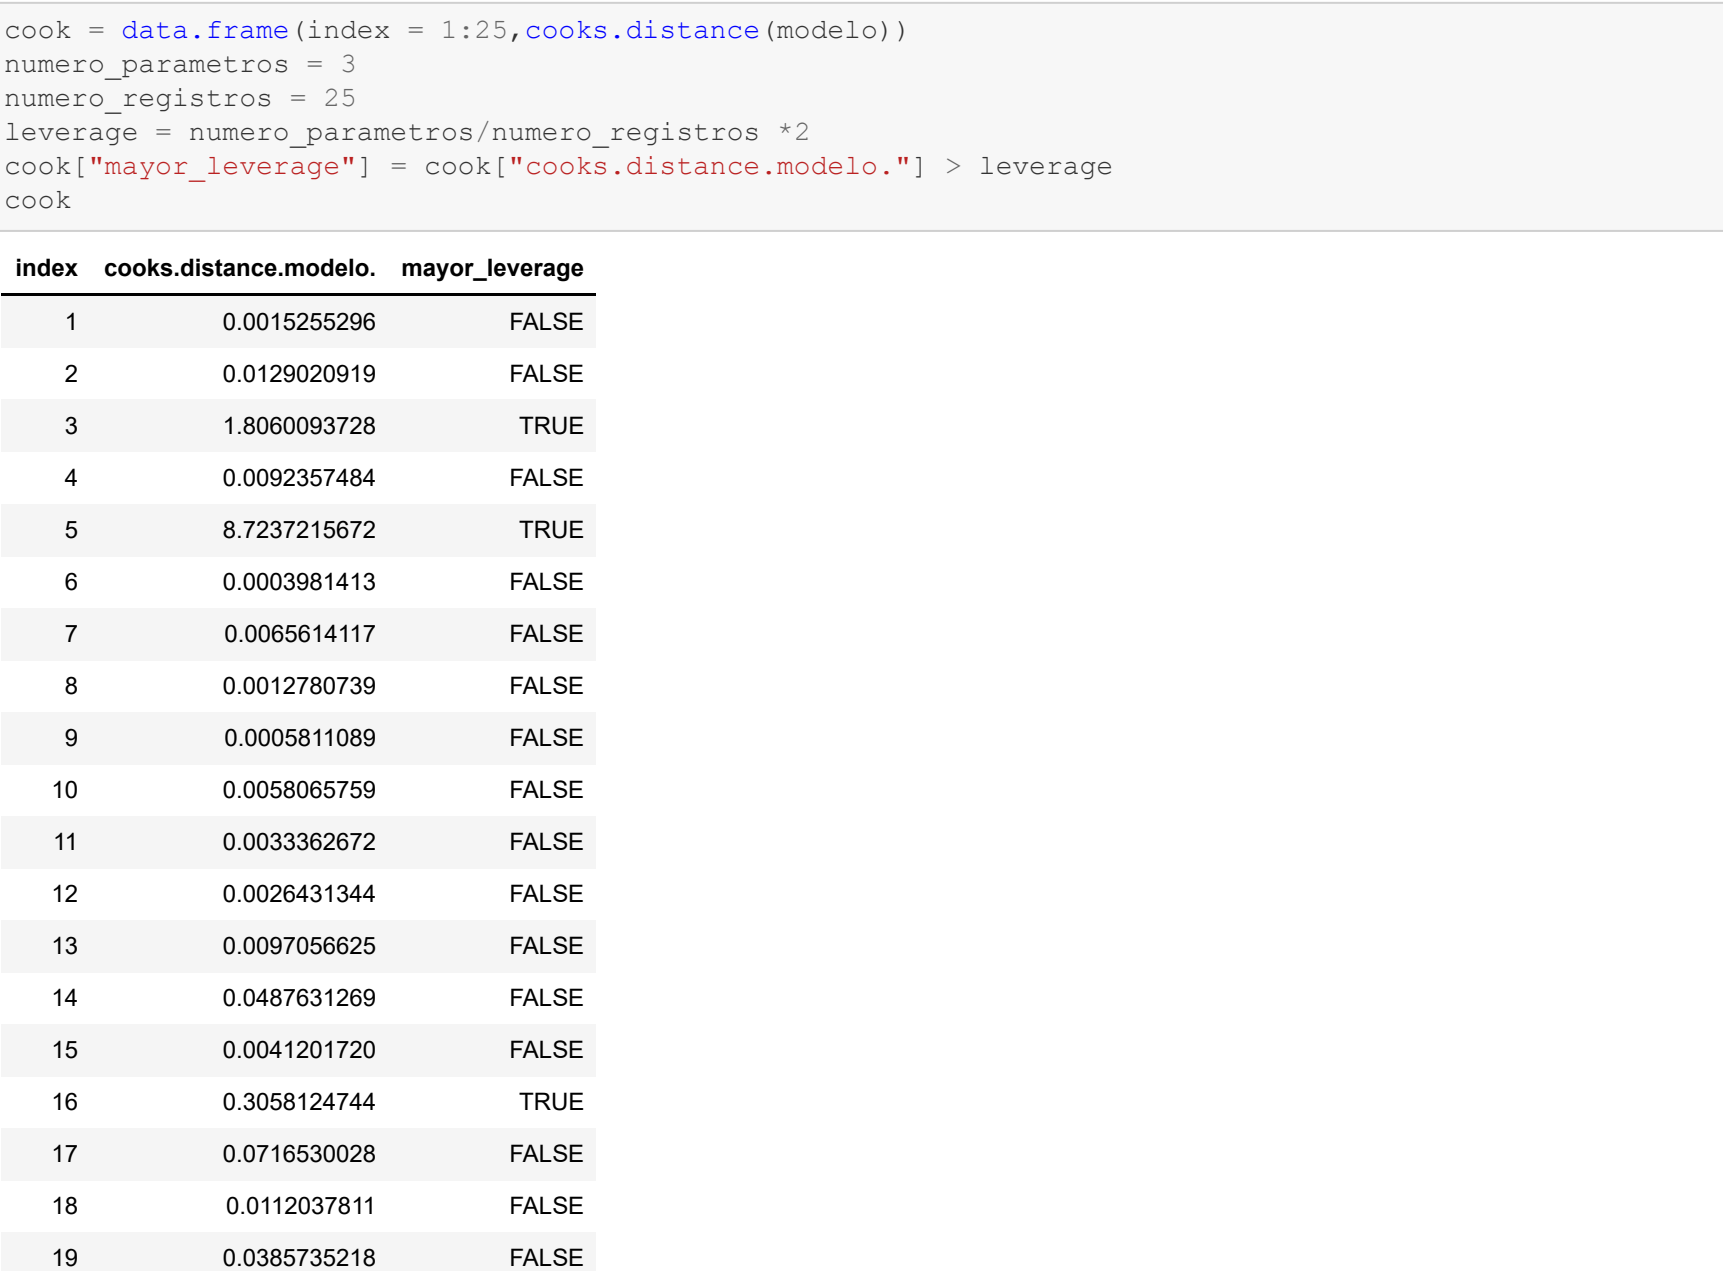 cook = data.frame(index = 1:25,cooks.distance(modelo))
numero_parametros = 3
numero_registros = 25
leverage = numero_parametros/numero_registros *2
cook["mayor_leverage"] = cook["cooks.distance.modelo."] > leverage
cook
index cooks.distance.modelo. mayor_leverage
1 0.0015255296 FALSE
2 0.0129020919 FALSE
3 1.8060093728 TRUE
4 0.0092357484 FALSE
5 8.7237215672 TRUE
6 0.0003981413 FALSE
7 0.0065614117 FALSE
8 0.0012780739 FALSE
9 0.0005811089 FALSE
10 0.0058065759 FALSE
11 0.0033362672 FALSE
12 0.0026431344 FALSE
13 0.0097056625 FALSE
14 0.0487631269 FALSE
15 0.0041201720 FALSE
16 0.3058124744 TRUE
17 0.0716530028 FALSE
18 0.0112037811 FALSE
19 0.0385735218 FALSE